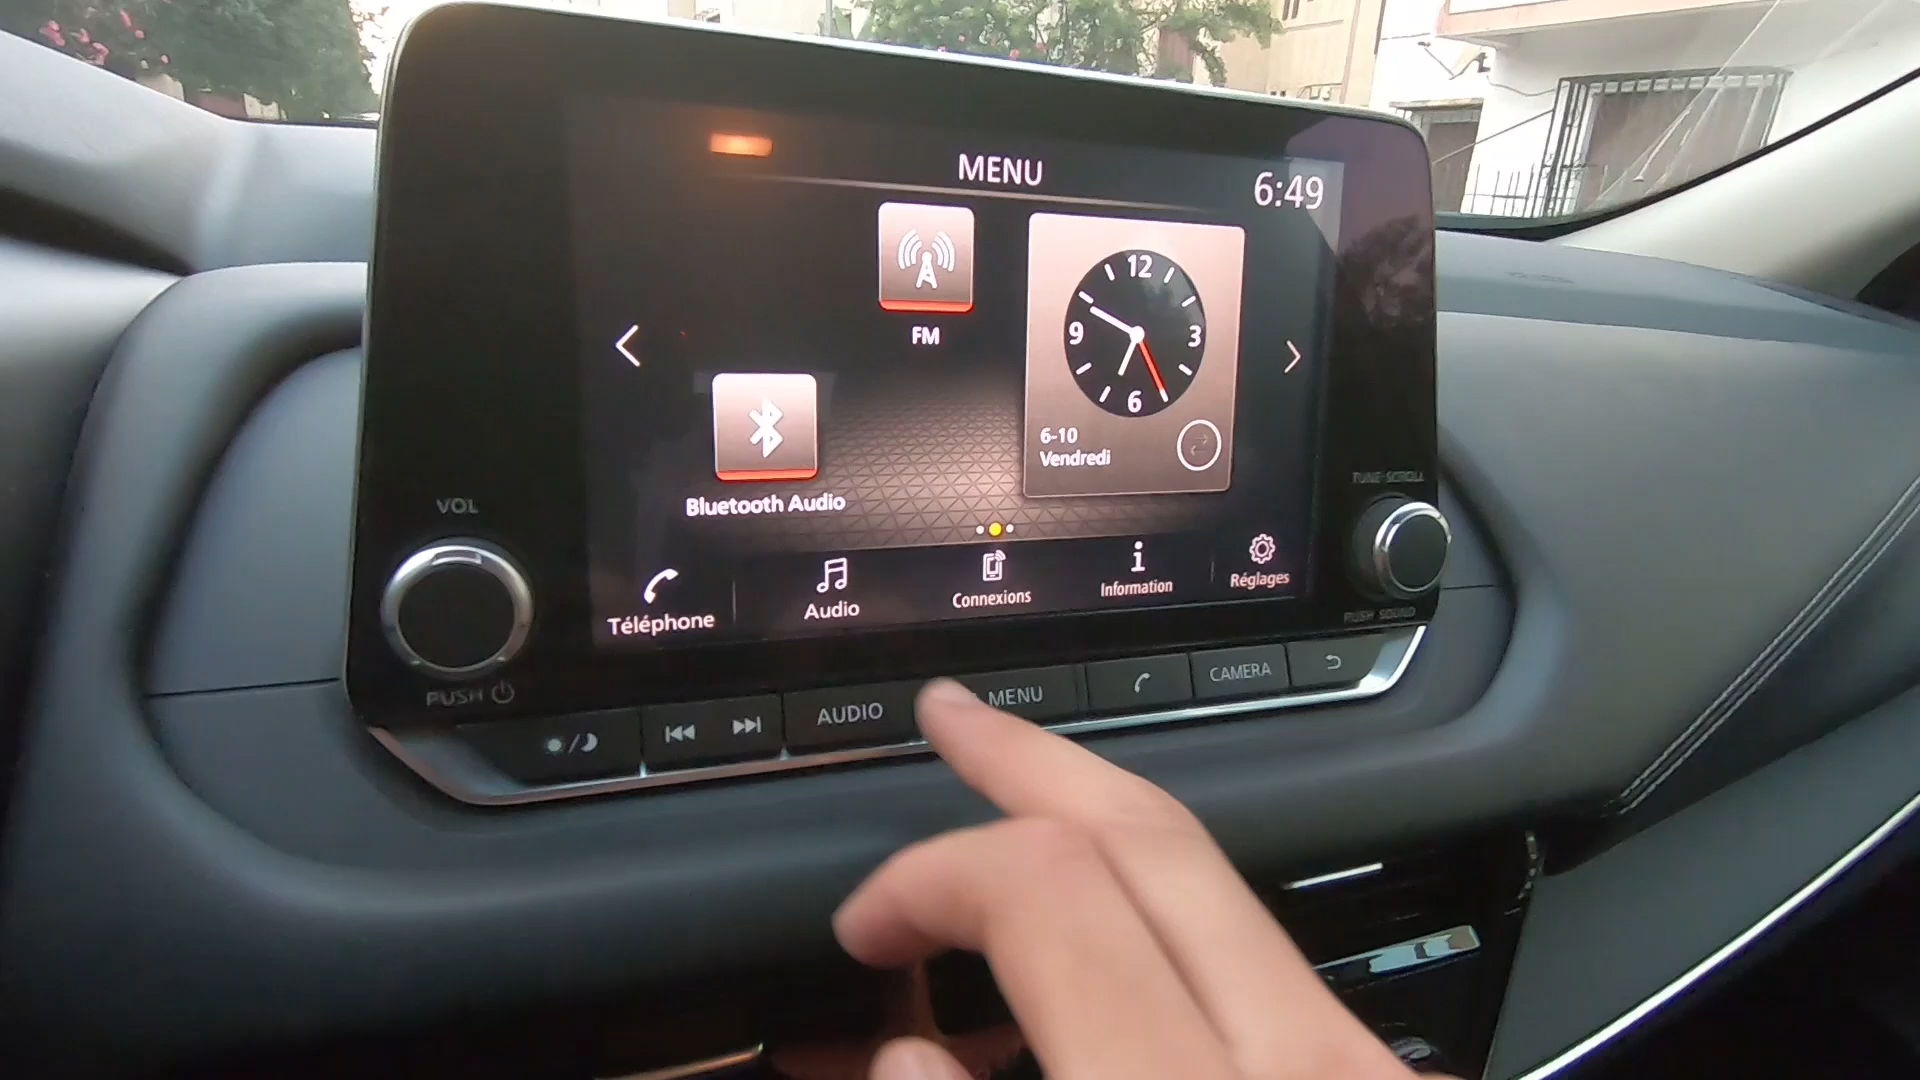 MENU
6:49
FM
12
9
3
6
6-10
Vendredi
Bluetooth Audio
Téléphone
Audio
Connexions
Information
Réglages
VOL
PUSH
TUNE·SCROLL
PUSH SOUND
AUDIO
MENU
CAMERA